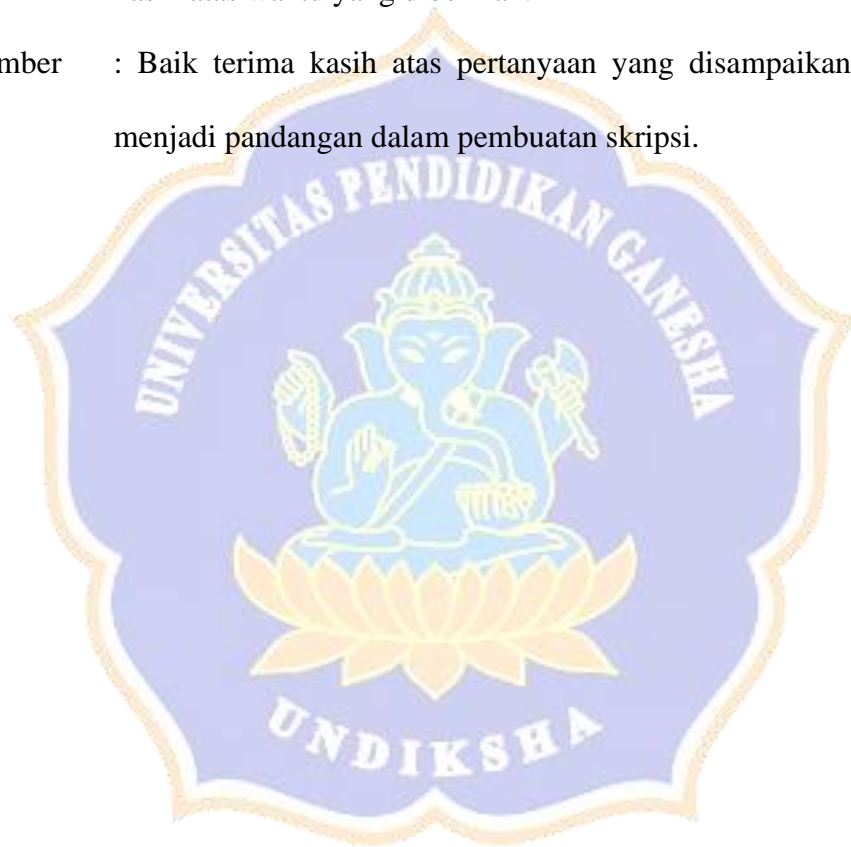 mber : Baik terima kasih atas pertanyaan yang disampaikan
menjadi pandangan dalam pembuatan skripsi.
UNIVERSITAS PENDIDIKAN GANESHA
UNDIKSHA